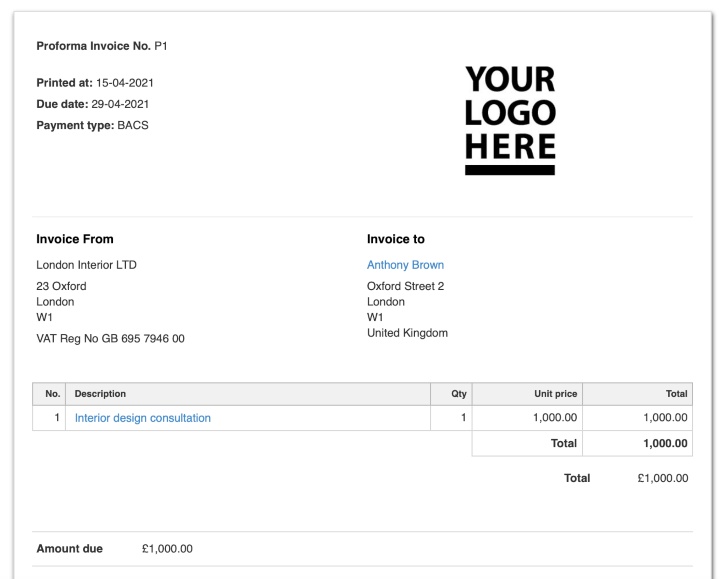 Proforma Invoice No. P1
Printed at: 15-04-2021
Due date: 29-04-2021
Payment type: BACS
YOUR
LOGO
HERE
Invoice From
London Interior LTD
23 Oxford
London
W1
VAT Reg No GB 695 7946 00
Invoice to
Anthony Brown
Oxford Street 2
London
W1
United Kingdom
No. Description Qty Unit price Total
1 Interior design consultation 1 1,000.00 1,000.00
Total 1,000.00
Total £1,000.00
Amount due £1,000.00